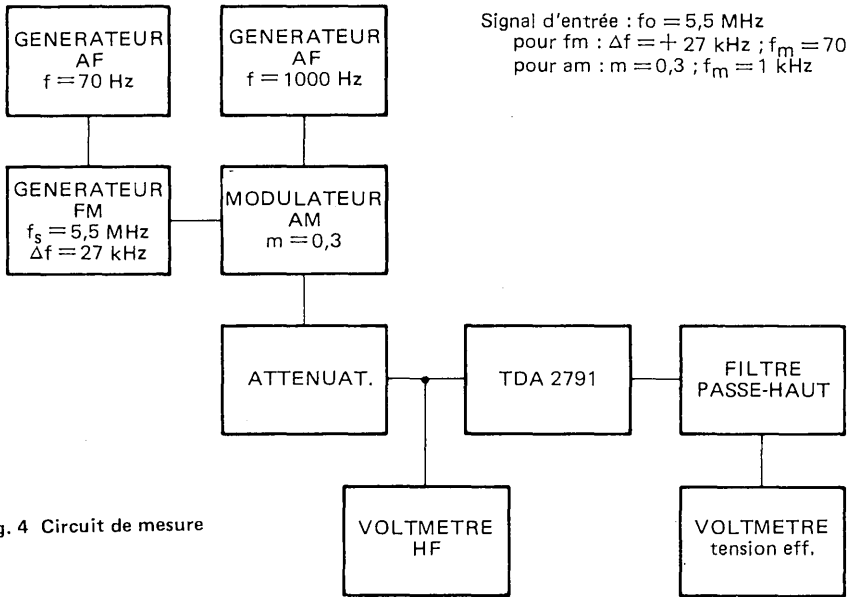 GENERATEUR
AF
f = 70 Hz
GENERATEUR
AF
f = 1000 Hz
Signal d'entrée : fo = 5,5 MHz
pour fm : Δf = + 27 kHz ; fm = 70
pour am : m = 0,3 ; fm = 1 kHz
GENERATEUR
FM
fs = 5,5 MHz
Δf = 27 kHz
MODULATEUR
AM
m = 0,3
ATTENUAT.
TDA 2791
FILTRE
PASSE-HAUT
g. 4 Circuit de mesure
VOLTMETRE
HF
VOLTMETRE
tension eff.